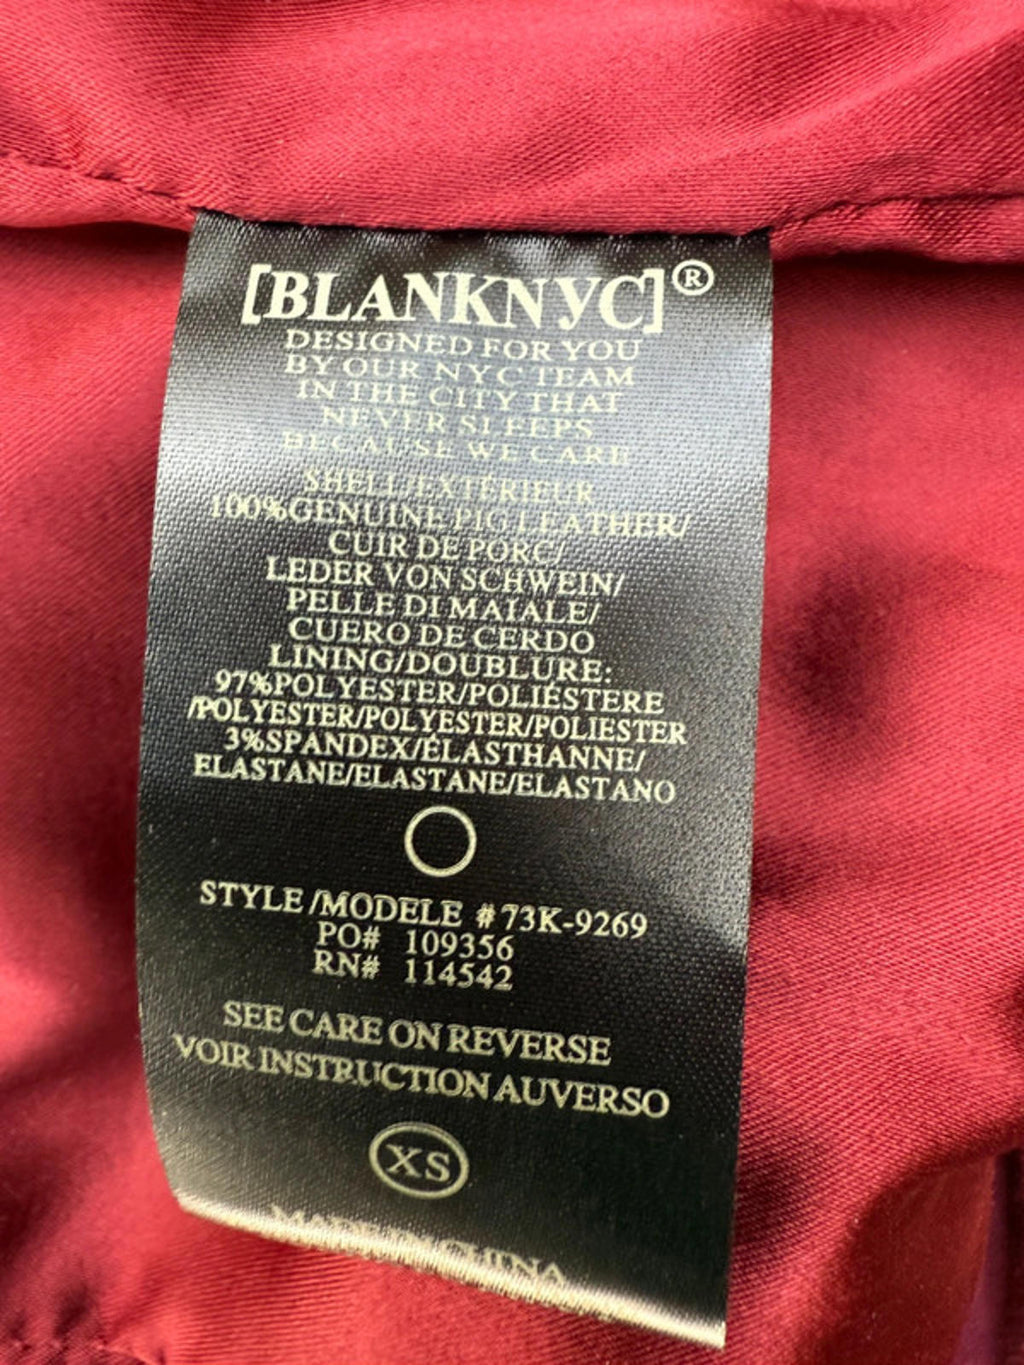 [BLANKNYC]®
DESIGNED FOR YOU
BY OUR NYC TEAM
IN THE CITY THAT
NEVER SLEEPS
BECAUSE WE CARE
SHELL/EXTÉRIEUR
100%GENUINE PIG LEATHER/
CUIR DE PORC/
LEDER VON SCHWEIN/
PELLE DI MAIALE/
CUERO DE CERDO
LINING/DOUBLURE:
97%POLYESTER/POLIÉSTERE
/POLYESTER/POLYESTER/POLIESTER
3%SPANDEX/ÉLASTHANNE/
ELASTANE/ELASTANE/ELASTANO
STYLE /MODELE #73K-9269
PO# 109356
RN# 114542
SEE CARE ON REVERSE
VOIR INSTRUCTION AUVERSO
XS
MADE IN CHINA